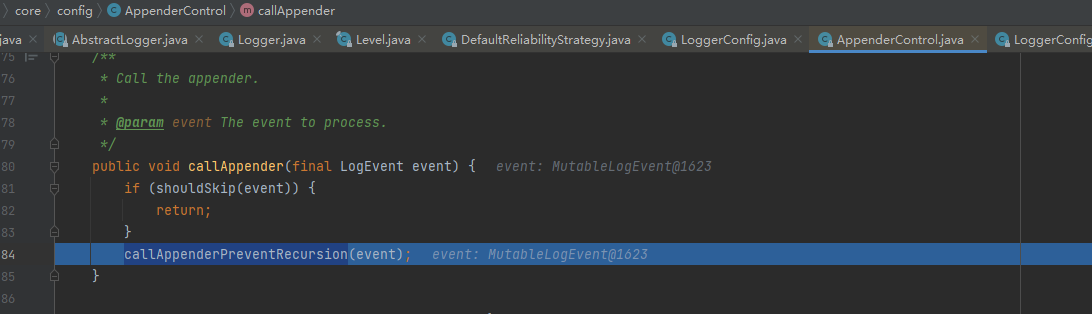 core config AppenderControl callAppender
java AbstractLogger.java Logger.java Level.java DefaultReliabilityStrategy.java LoggerConfig.java AppenderControl.java LoggerConfig
75 /**
76 * Call the appender.
77 *
78 * @param event The event to process.
79 */
80 public void callAppender(final LogEvent event) { event: MutableLogEvent@1623
81 if (shouldSkip(event)) {
82 return;
83 }
84 callAppenderPreventRecursion(event); event: MutableLogEvent@1623
85 }
86